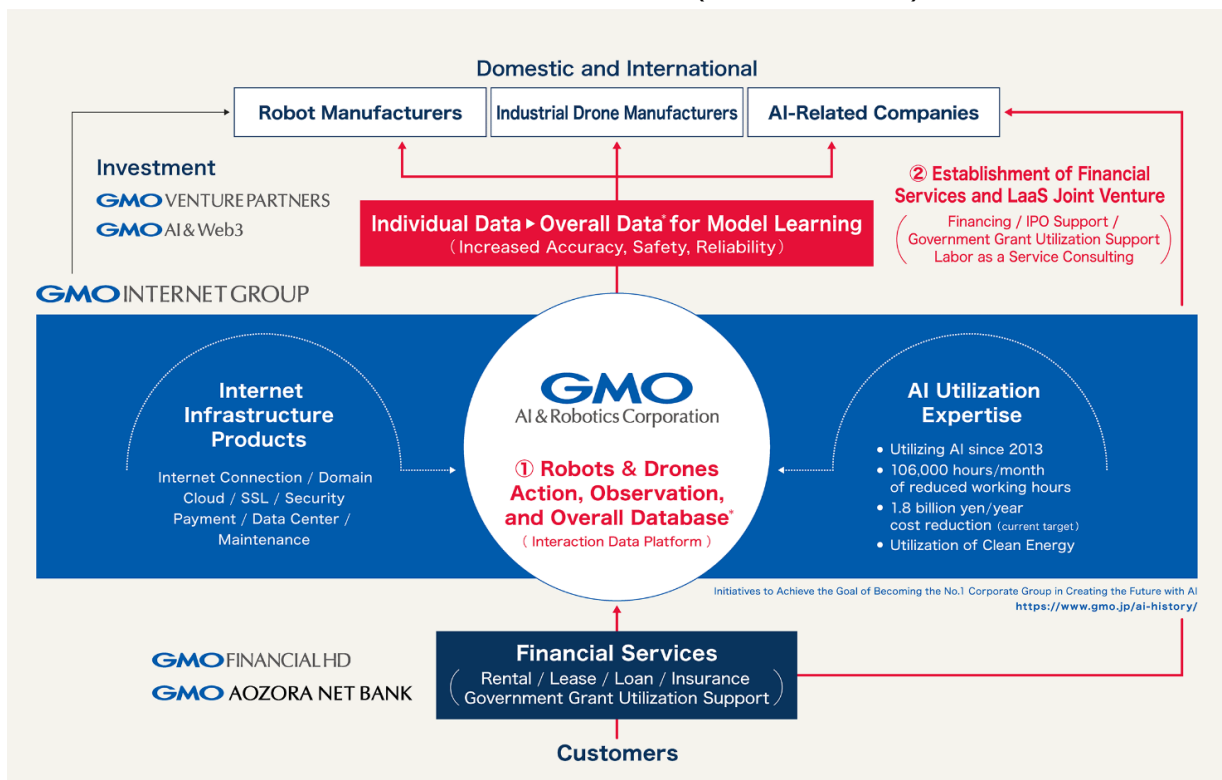 Domestic and International
Robot Manufacturers
Industrial Drone Manufacturers
AI-Related Companies
Investment
GMO VENTURE PARTNERS
GMO AI & Web3
② Establishment of Financial
Services and LaaS Joint Venture
(Financing / IPO Support /
Government Grant Utilization Support
Labor as a Service Consulting)
Individual Data ▶ Overall Data* for Model Learning
(Increased Accuracy, Safety, Reliability)
GMO INTERNET GROUP
Internet
Infrastructure
Products
Internet Connection / Domain
Cloud / SSL / Security
Payment / Data Center /
Maintenance
GMO
AI & Robotics Corporation
① Robots & Drones
Action, Observation,
and Overall Database*
(Interaction Data Platform)
AI Utilization
Expertise
• Utilizing AI since 2013
• 106,000 hours/month
of reduced working hours
• 1.8 billion yen/year
cost reduction (current target)
• Utilization of Clean Energy
Initiatives to Achieve the Goal of Becoming the No.1 Corporate Group in Creating the Future with AI
https://www.gmo.jp/ai-history/
GMO FINANCIAL HD
GMO AOZORA NET BANK
Financial Services
(Rental / Lease / Loan / Insurance
Government Grant Utilization Support)
Customers